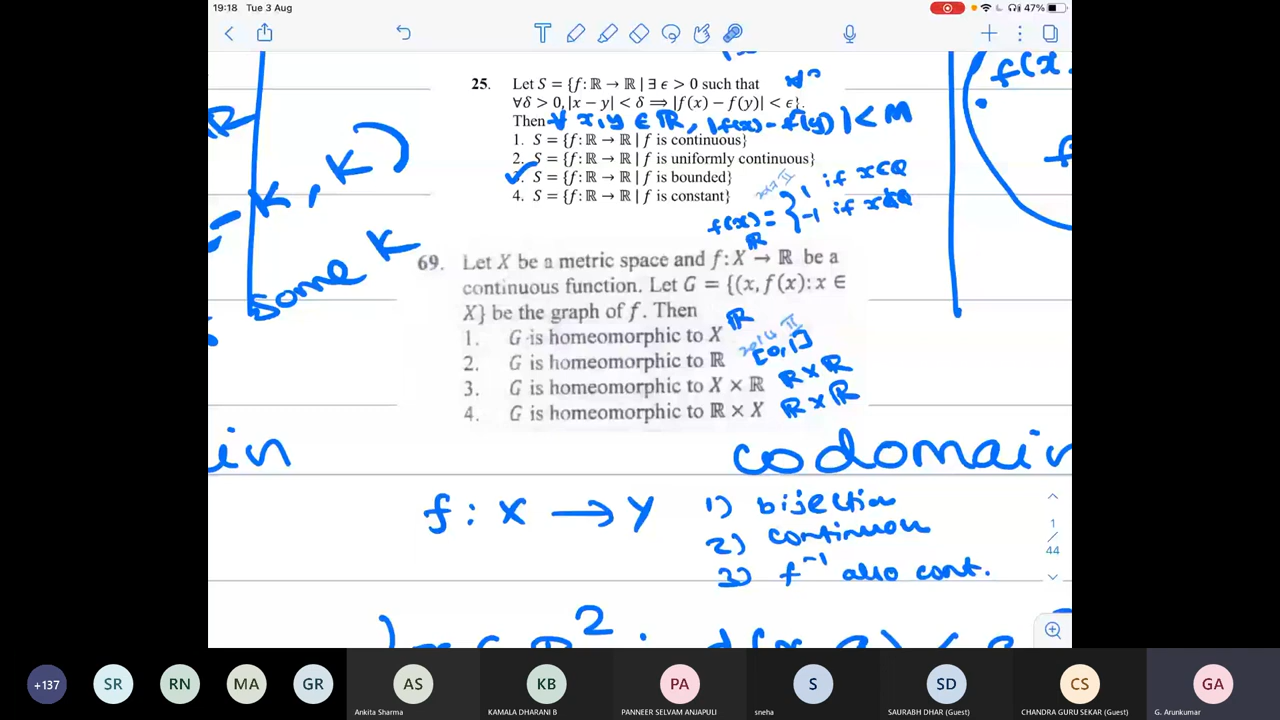 19:18 Tue 3 Aug
47%
f(x
25. Let S = {f: ℝ → ℝ | ∃ ϵ > 0 such that
∀δ > 0, |x − y| < δ ⟹ |f(x) − f(y)| < ϵ}.
Then ∀ x, y ∈ ℝ, |f(x) - f(y)| < M
1. S = {f: ℝ → ℝ | f is continuous}
2. S = {f: ℝ → ℝ | f is uniformly continuous}
3. S = {f: ℝ → ℝ | f is bounded}
4. S = {f: ℝ → ℝ | f is constant}
f(x) = { 1 if x∈Q
-1 if x∉Q
K
-K, K
some K
ℝ
69. Let X be a metric space and f: X → ℝ be a
continuous function. Let G = {(x, f(x): x ∈
X} be the graph of f. Then
1. G is homeomorphic to X ℝ
2. G is homeomorphic to ℝ [0,1]
3. G is homeomorphic to X × ℝ ℝ×ℝ
4. G is homeomorphic to ℝ × X ℝ×ℝ
in codomain
f : X → Y 1) bijection
2) continuous
3) f⁻¹ also cont.
1
/
44
+137 SR RN MA GR AS KB PA S SD CS GA
Ankita Sharma KAMALA DHARANI B PANNEER SELVAM ANJAPULI sneha SAURABH DHAR (Guest) CHANDRA GURU SEKAR (Guest) G. Arunkumar